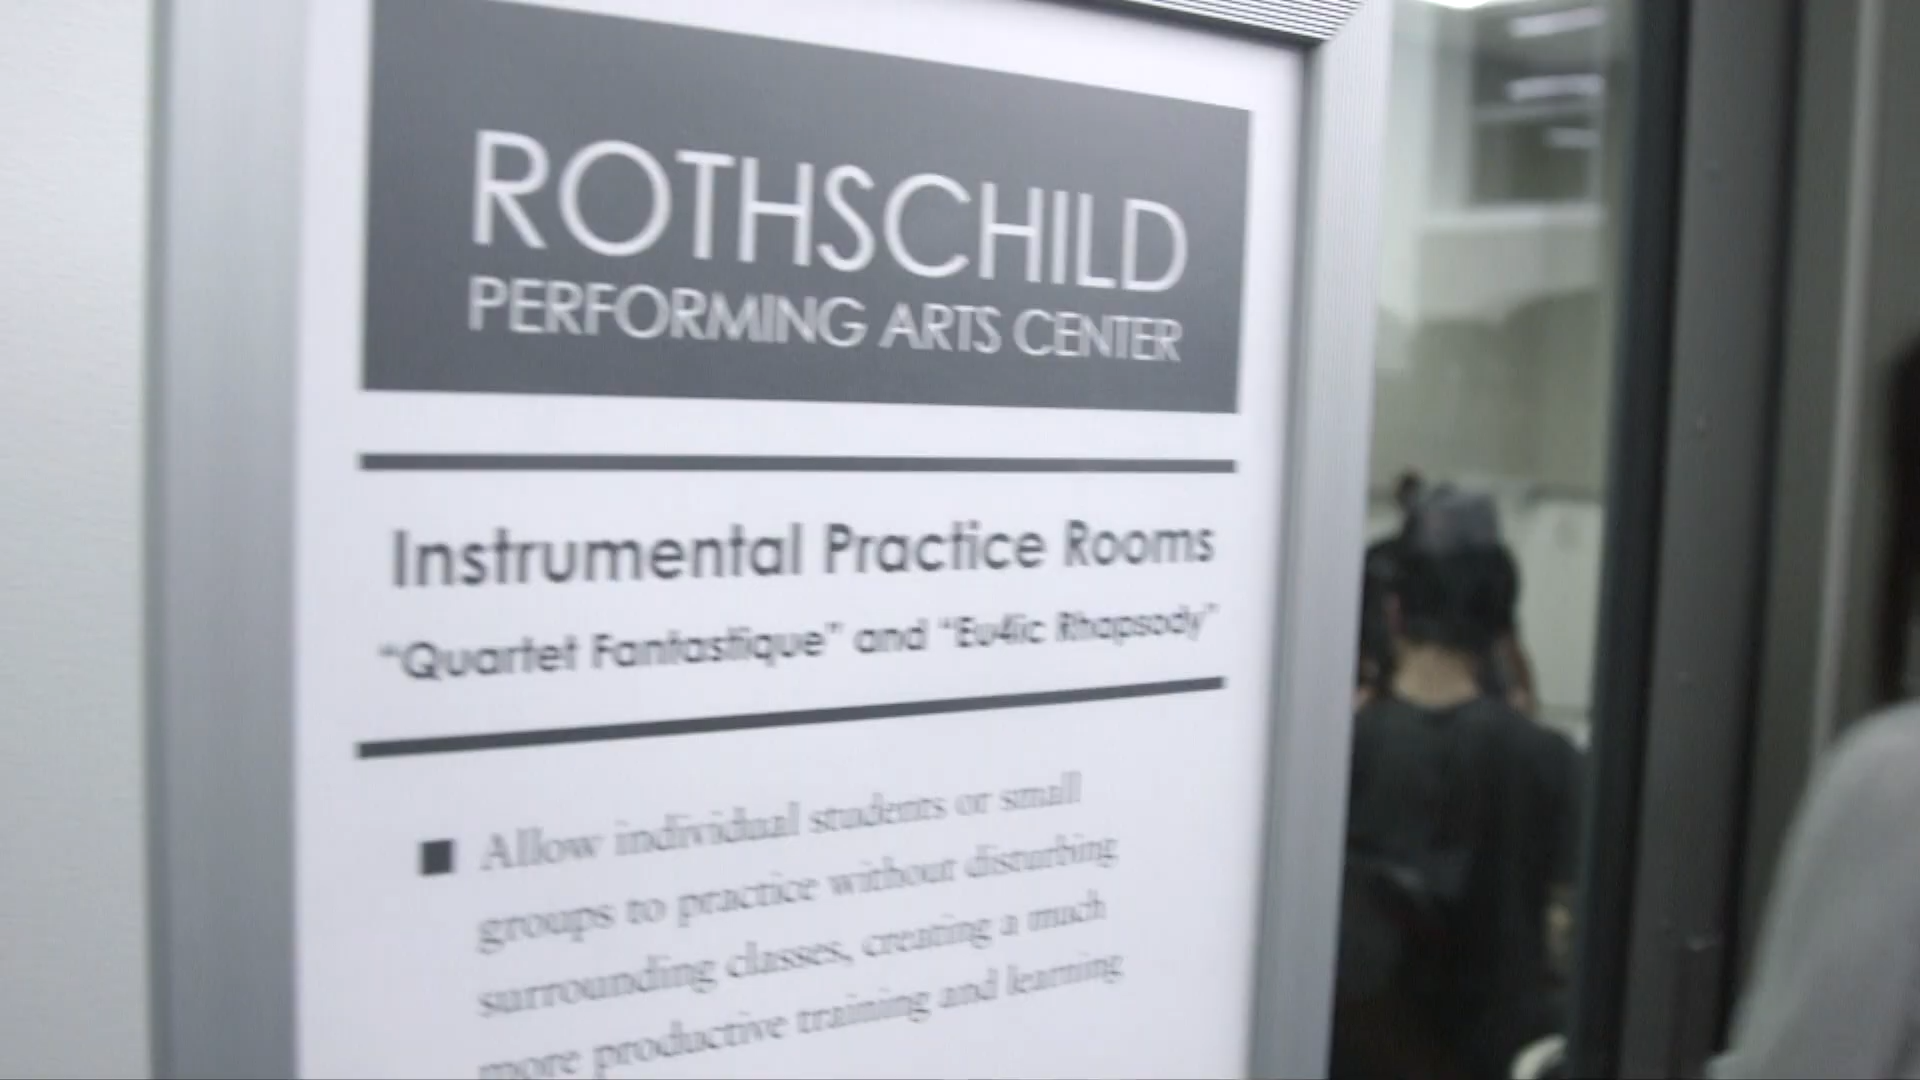 ROTHSCHILD
PERFORMING ARTS CENTER
Instrumental Practice Rooms
“Quartet Fantastique” and “Eu4ic Rhapsody”
■ Allow individual students or small
groups to practice without disturbing
surrounding classes, creating a much
more productive training and learning